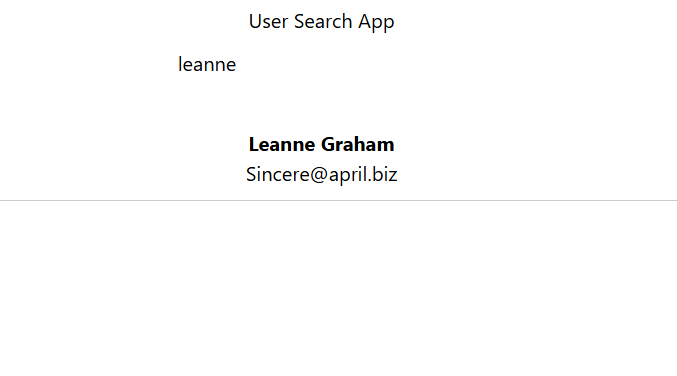 User Search App
leanne
Leanne Graham
Sincere@april.biz